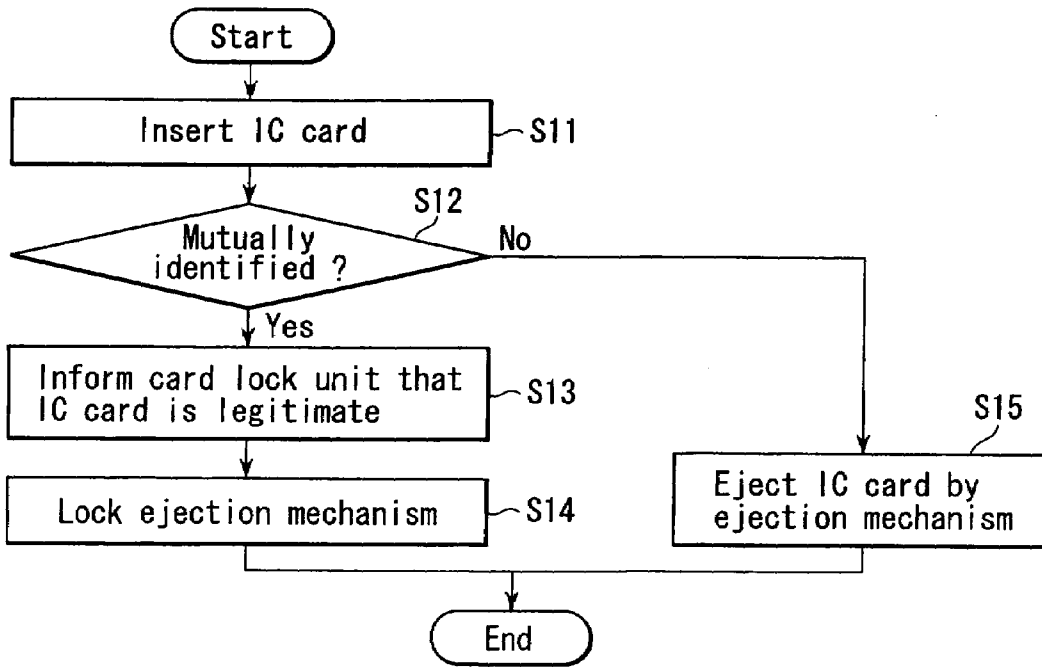 Start
Insert IC card
S11
S12
Mutually
identified ?
No
Yes
Inform card lock unit that
IC card is legitimate
S13
S15
Lock ejection mechanism
S14
Eject IC card by
ejection mechanism
End